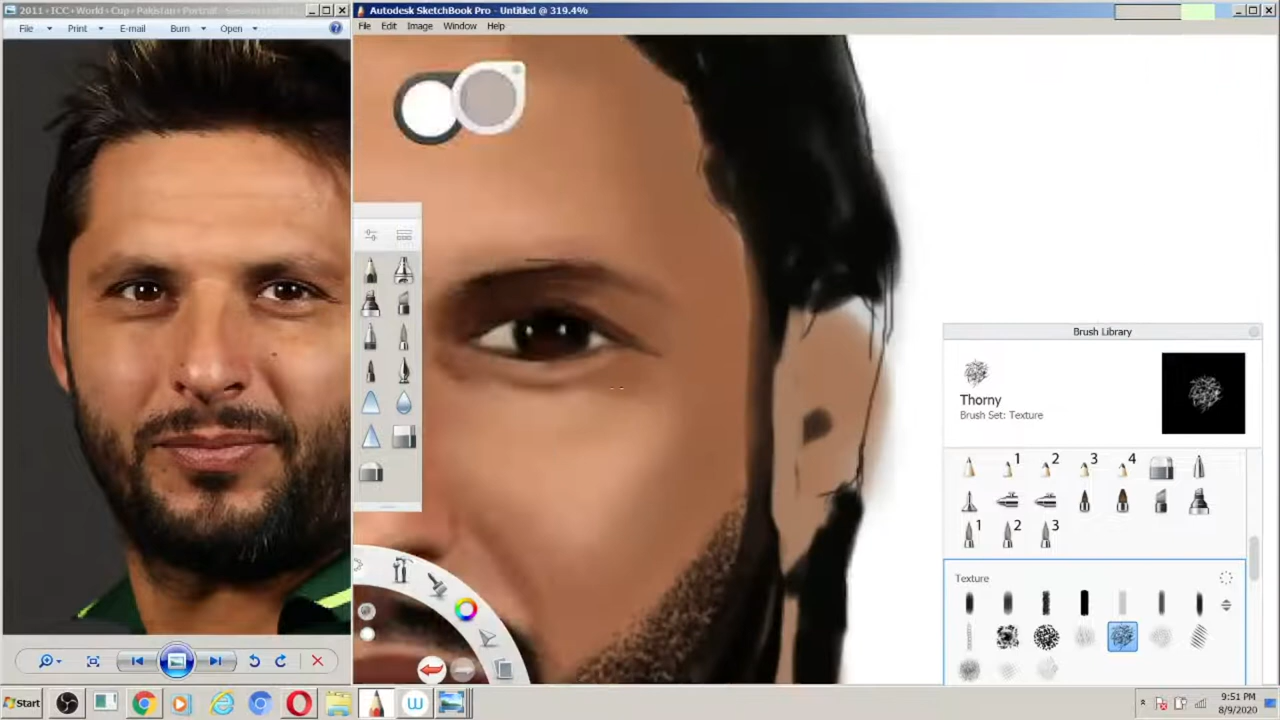 2011+ICC+World+Cup+Pakistan+Portrait
File Print E-mail Burn Open
Autodesk SketchBook Pro - Untitled @ 319.4%
File Edit Image Window Help
Brush Library
Thorny
Brush Set: Texture
1 2 3 4
1 2 3
Texture
Start
W
9:51 PM
8/9/2020